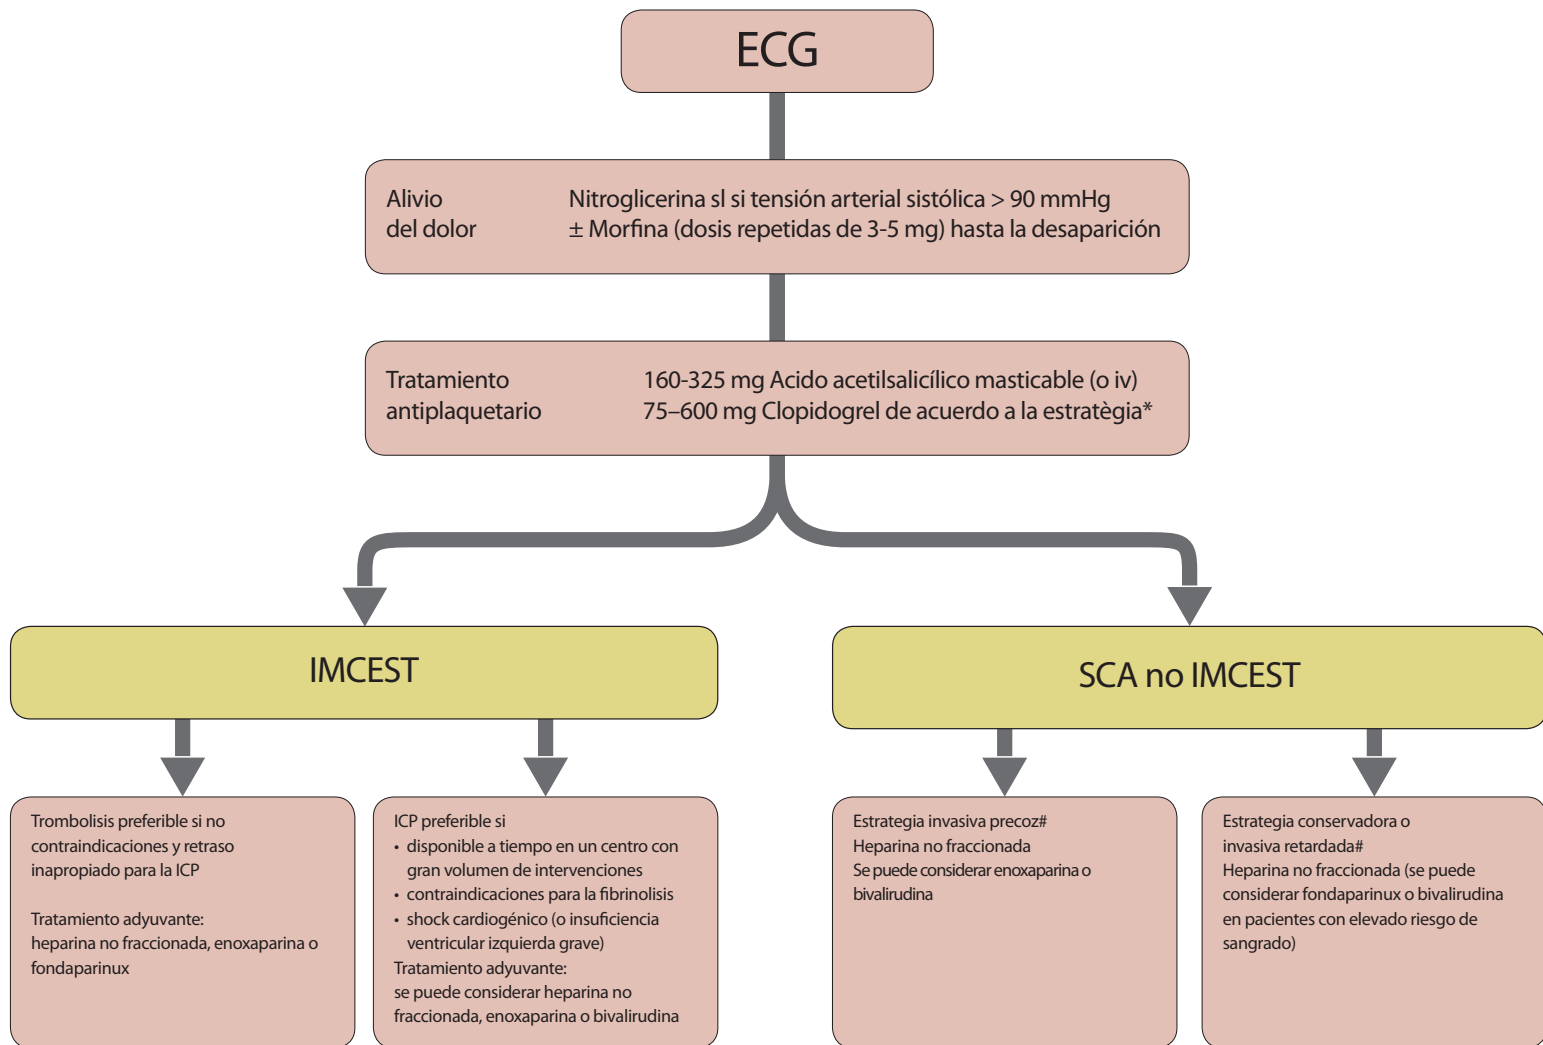 ECG
Alivio
del dolor
Nitroglicerina sl si tensión arterial sistólica > 90 mmHg
± Morfina (dosis repetidas de 3-5 mg) hasta la desaparición
Tratamiento
antiplaquetario
160-325 mg Acido acetilsalicílico masticable (o iv)
75–600 mg Clopidogrel de acuerdo a la estratègia*
IMCEST
SCA no IMCEST
Trombolisis preferible si no
contraindicaciones y retraso
inapropiado para la ICP
Tratamiento adyuvante:
heparina no fraccionada, enoxaparina o
fondaparinux
ICP preferible si
• disponible a tiempo en un centro con
gran volumen de intervenciones
• contraindicaciones para la fibrinolisis
• shock cardiogénico (o insuficiencia
ventricular izquierda grave)
Tratamiento adyuvante:
se puede considerar heparina no
fraccionada, enoxaparina o bivalirudina
Estrategia invasiva precoz#
Heparina no fraccionada
Se puede considerar enoxaparina o
bivalirudina
Estrategia conservadora o
invasiva retardada#
Heparina no fraccionada (se puede
considerar fondaparinux o bivalirudina
en pacientes con elevado riesgo de
sangrado)